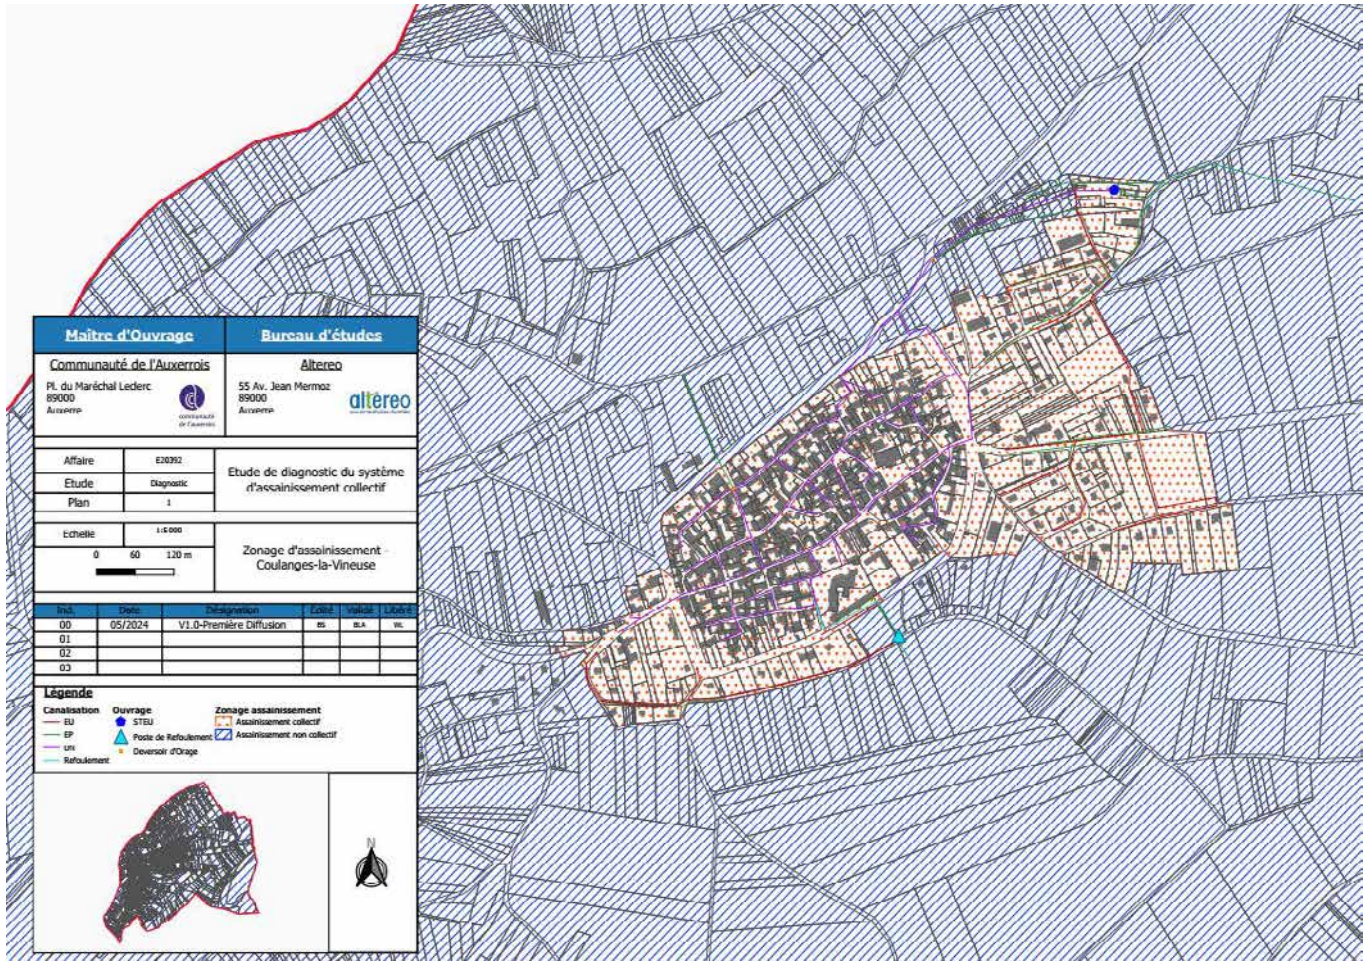 Maître d'Ouvrage
Bureau d'études
Communauté de l'Auxerrois
Pl. du Maréchal Leclerc
89000
Auxerre
communauté
de l'auxerrois
Altereo
55 Av. Jean Mermoz
89000
Auxerre
altereo
Affaire E20392
Etude Diagnostic
Plan 1
Etude de diagnostic du système
d'assainissement collectif
Echelle 1:5 000
0 60 120 m
Zonage d'assainissement -
Coulanges-la-Vineuse
Ind. Date Désignation Edité Validé Libéré
00 05/2024 V1.0-Première Diffusion BS BLA WL
01
02
03
Légende
Canalisation
EU
EP
UN
Refoulement
Ouvrage
STEU
Poste de Refoulement
Deversoir d'Orage
Zonage assainissement
Assainissement collectif
Assainissement non collectif
N